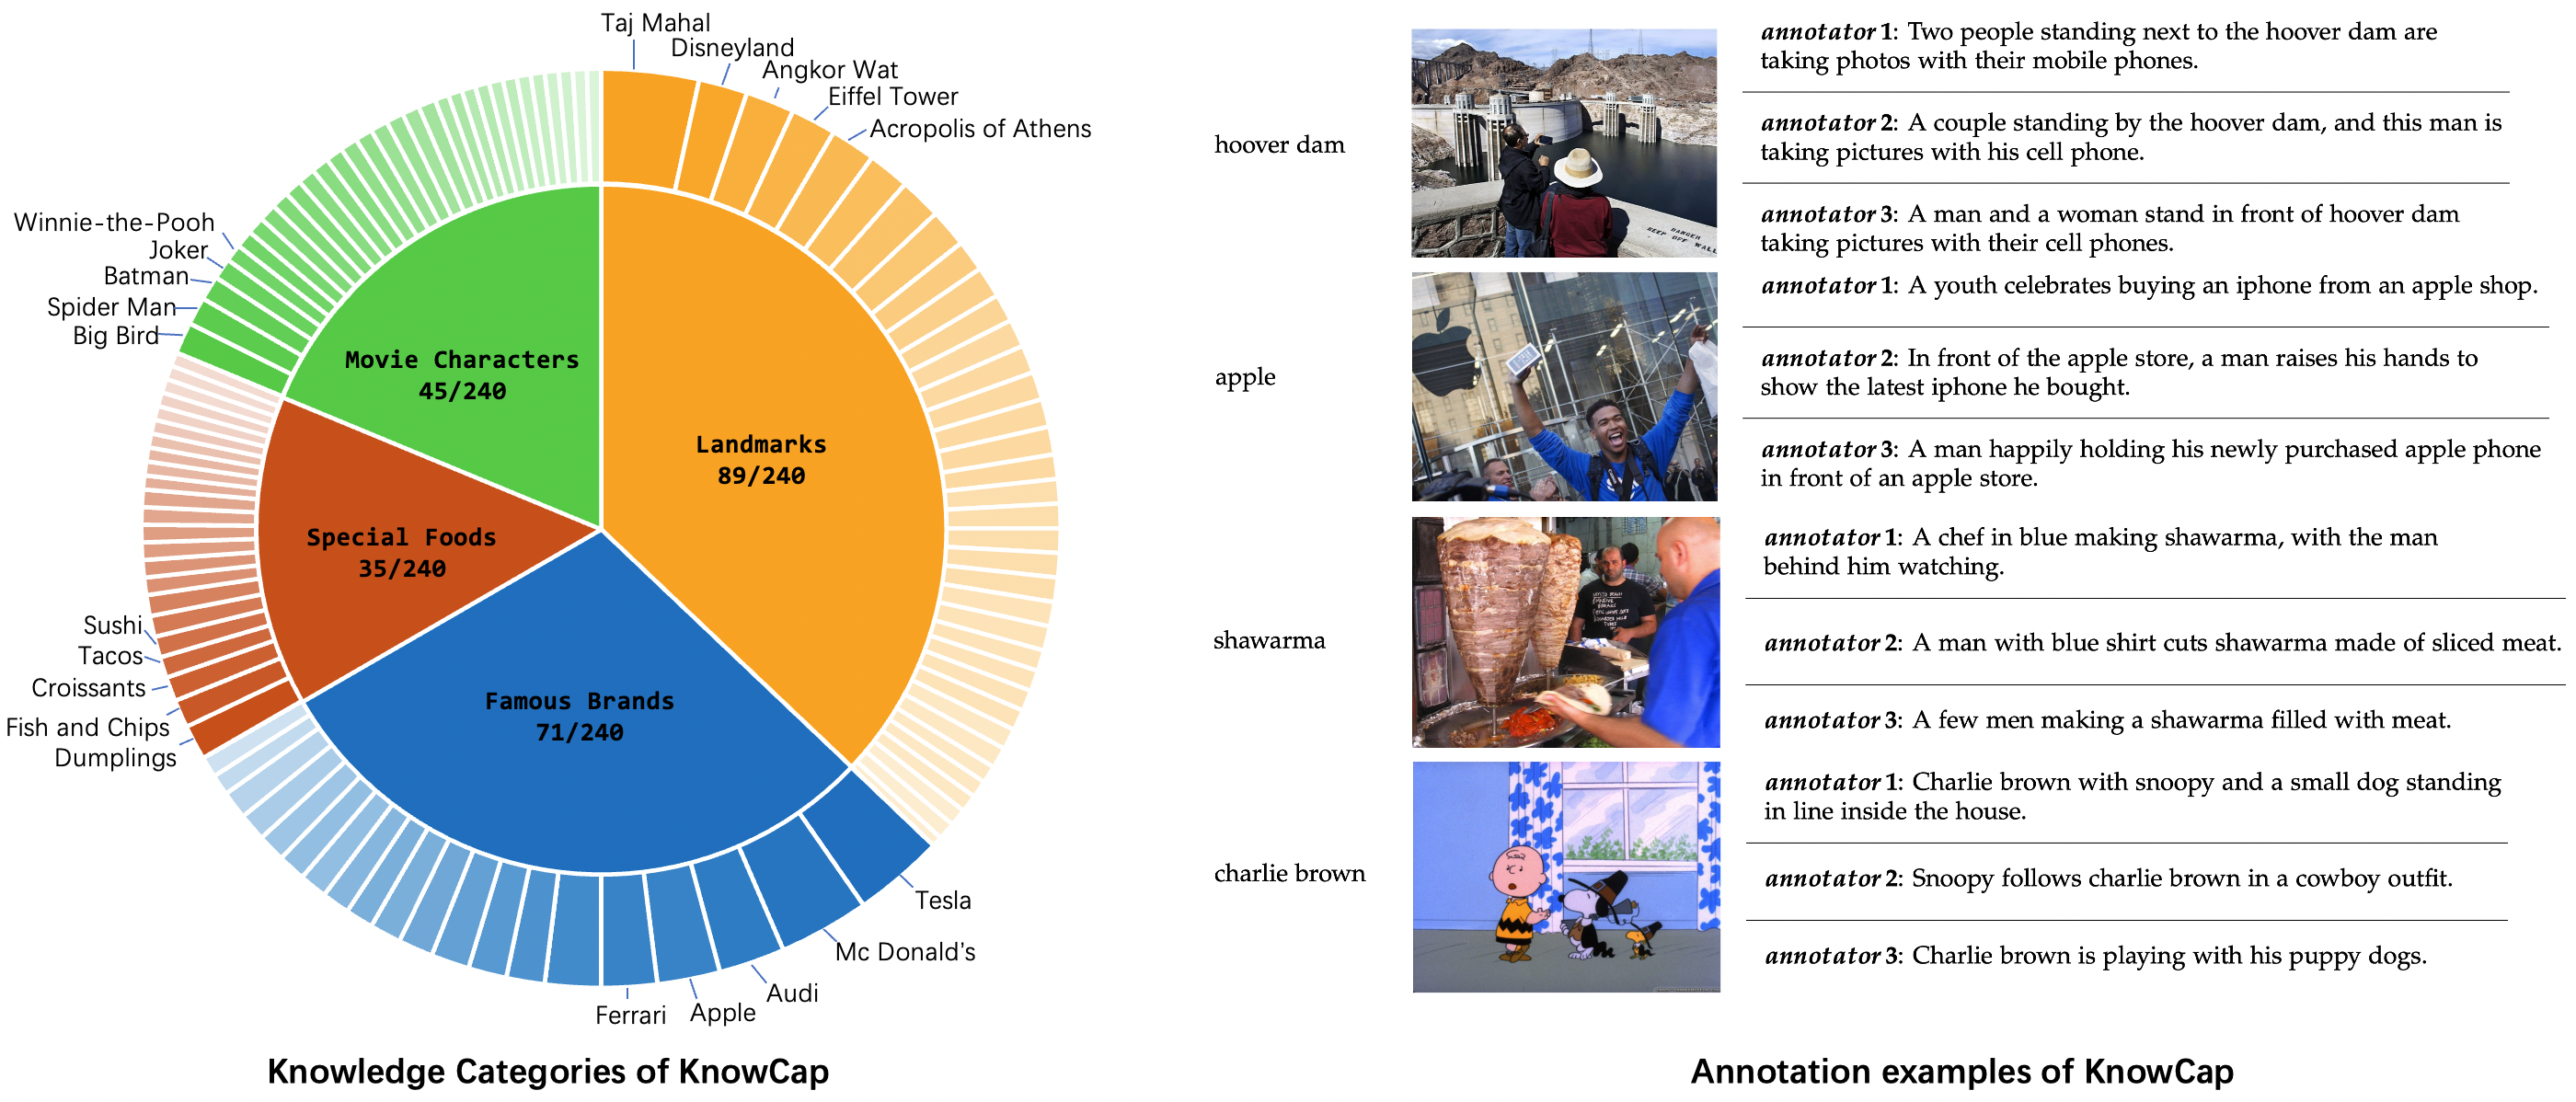 Taj Mahal
Disneyland
Angkor Wat
Eiffel Tower
Acropolis of Athens
Winnie-the-Pooh
Joker
Batman
Spider Man
Big Bird
Movie Characters
45/240
Landmarks
89/240
Special Foods
35/240
Famous Brands
71/240
Sushi
Tacos
Croissants
Fish and Chips
Dumplings
Tesla
Mc Donald's
Audi
Apple
Ferrari
Knowledge Categories of KnowCap
hoover dam
DANGER
KEEP OFF WALL
annotator 1: Two people standing next to the hoover dam are
taking photos with their mobile phones.
annotator 2: A couple standing by the hoover dam, and this man is
taking pictures with his cell phone.
annotator 3: A man and a woman stand in front of hoover dam
taking pictures with their cell phones.
apple
annotator 1: A youth celebrates buying an iphone from an apple shop.
annotator 2: In front of the apple store, a man raises his hands to
show the latest iphone he bought.
annotator 3: A man happily holding his newly purchased apple phone
in front of an apple store.
shawarma
annotator 1: A chef in blue making shawarma, with the man
behind him watching.
annotator 2: A man with blue shirt cuts shawarma made of sliced meat.
annotator 3: A few men making a shawarma filled with meat.
charlie brown
annotator 1: Charlie brown with snoopy and a small dog standing
in line inside the house.
annotator 2: Snoopy follows charlie brown in a cowboy outfit.
annotator 3: Charlie brown is playing with his puppy dogs.
Annotation examples of KnowCap